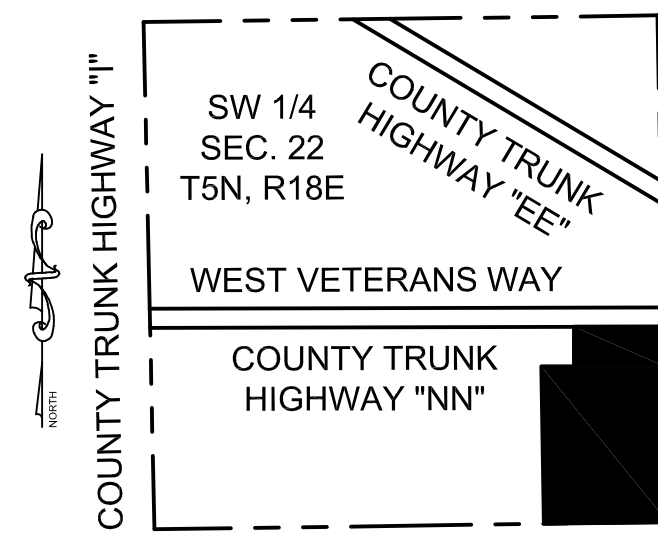 COUNTY TRUNK HIGHWAY "I"
NORTH
SW 1/4
SEC. 22
T5N, R18E
COUNTY TRUNK
HIGHWAY "EE"
WEST VETERANS WAY
COUNTY TRUNK
HIGHWAY "NN"